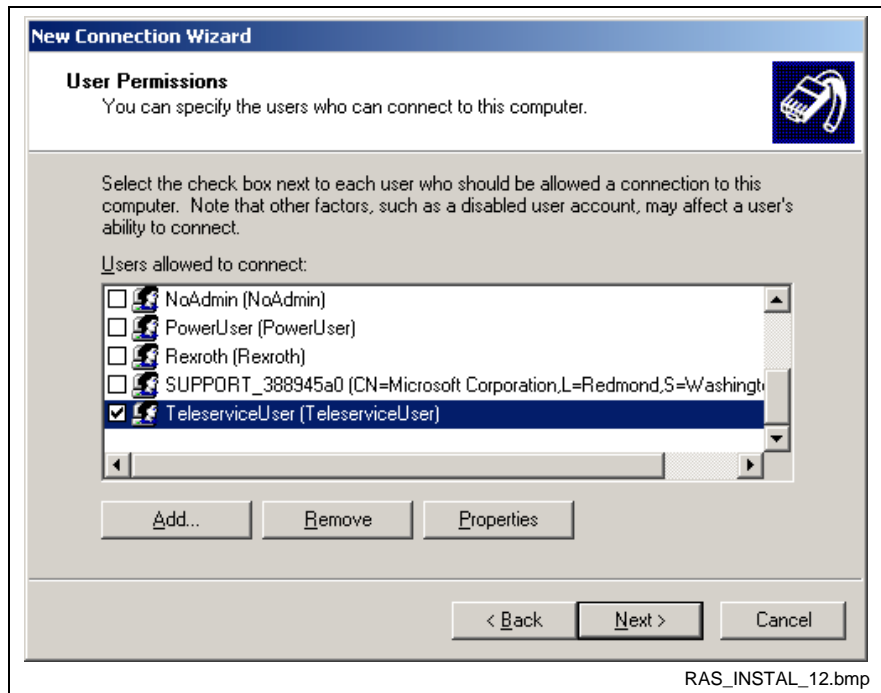 New Connection Wizard
User Permissions
You can specify the users who can connect to this computer.
Select the check box next to each user who should be allowed a connection to this
computer. Note that other factors, such as a disabled user account, may affect a user's
ability to connect.
Users allowed to connect:
NoAdmin (NoAdmin)
PowerUser (PowerUser)
Rexroth (Rexroth)
SUPPORT_388945a0 (CN=Microsoft Corporation,L=Redmond,S=Washingt
TeleserviceUser (TeleserviceUser)
Add... Remove Properties
< Back Next > Cancel
RAS_INSTAL_12.bmp